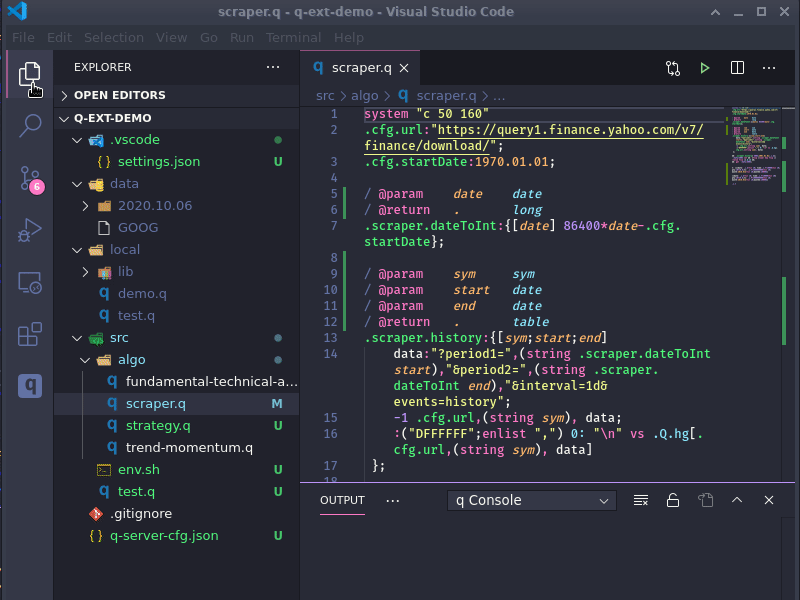 scraper.q - q-ext-demo - Visual Studio Code
File Edit Selection View Go Run Terminal Help
EXPLORER ···
OPEN EDITORS
Q-EXT-DEMO
.vscode
{ } settings.json U
data
2020.10.06
GOOG
local
lib
q demo.q
q test.q
src
algo
q fundamental-technical-a...
q scraper.q M
q strategy.q U
q trend-momentum.q
env.sh U
q test.q U
.gitignore
{ } q-server-cfg.json U
6
q
q scraper.q ×
src > algo > q scraper.q > ...
1 system "c 50 160"
2 .cfg.url:"https://query1.finance.yahoo.com/v7/
finance/download/";
3 .cfg.startDate:1970.01.01;
4
5 / @param date date
6 / @return . long
7 .scraper.dateToInt:{[date] 86400*date-.cfg.
startDate};
8
9 / @param sym sym
10 / @param start date
11 / @param end date
12 / @return . table
13 .scraper.history:{[sym;start;end]
14 data:"?period1=",(string .scraper.dateToInt
start),"&period2=",(string .scraper.
dateToInt end),"&interval=1d&
events=history";
15 -1 .cfg.url,(string sym), data;
16 :("DFFFFFF";enlist ",") 0: "\n" vs .Q.hg[.
cfg.url,(string sym), data]
17 };
18
OUTPUT ··· q Console